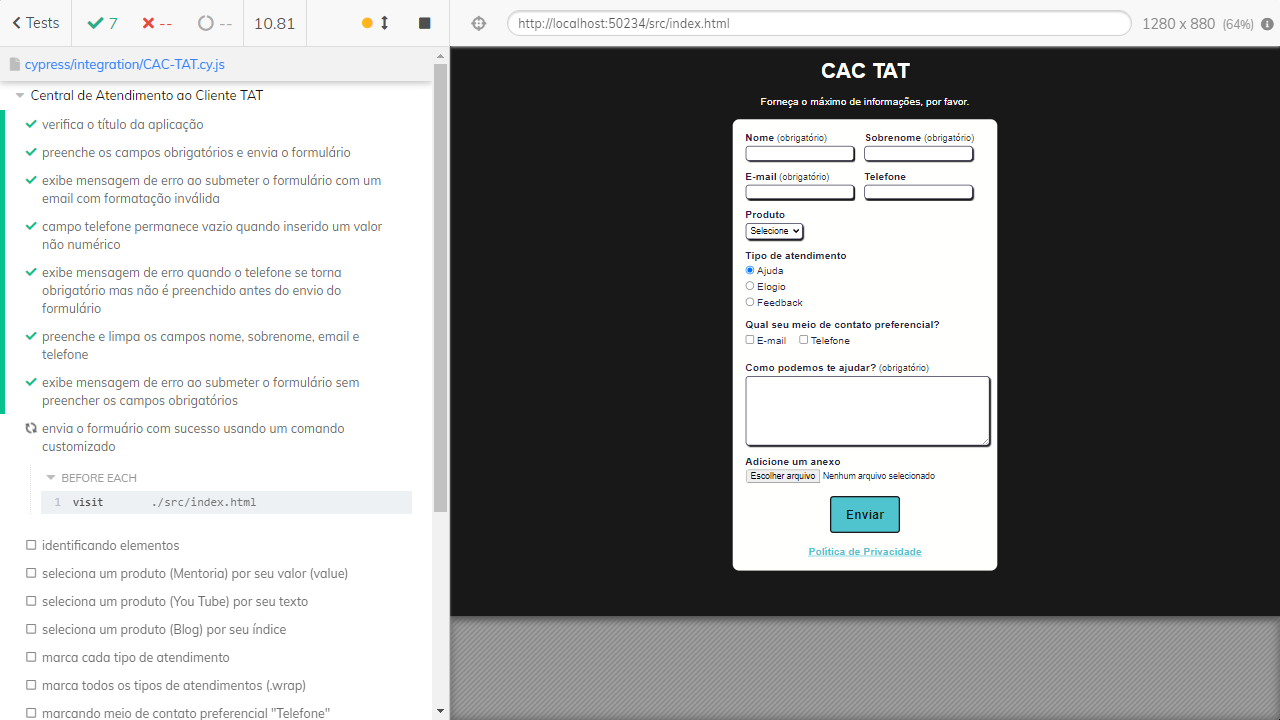 Tests
7
--
--
10.81
http://localhost:50234/src/index.html
1280 x 880 (64%)
cypress/integration/CAC-TAT.cy.js
Central de Atendimento ao Cliente TAT
verifica o título da aplicação
preenche os campos obrigatórios e envia o formulário
exibe mensagem de erro ao submeter o formulário com um
email com formatação inválida
campo telefone permanece vazio quando inserido um valor
não numérico
exibe mensagem de erro quando o telefone se torna
obrigatório mas não é preenchido antes do envio do
formulário
preenche e limpa os campos nome, sobrenome, email e
telefone
exibe mensagem de erro ao submeter o formulário sem
preencher os campos obrigatórios
envia o formuário com sucesso usando um comando
customizado
BEFORE EACH
1 visit ./src/index.html
identificando elementos
seleciona um produto (Mentoria) por seu valor (value)
seleciona um produto (You Tube) por seu texto
seleciona um produto (Blog) por seu índice
marca cada tipo de atendimento
marca todos os tipos de atendimentos (.wrap)
marcando meio de contato preferencial "Telefone"
CAC TAT
Forneça o máximo de informações, por favor.
Nome (obrigatório) Sobrenome (obrigatório)
E-mail (obrigatório) Telefone
Produto
Selecione
Tipo de atendimento
Ajuda
Elogio
Feedback
Qual seu meio de contato preferencial?
E-mail Telefone
Como podemos te ajudar? (obrigatório)
Adicione um anexo
Escolher arquivo Nenhum arquivo selecionado
Enviar
Política de Privacidade